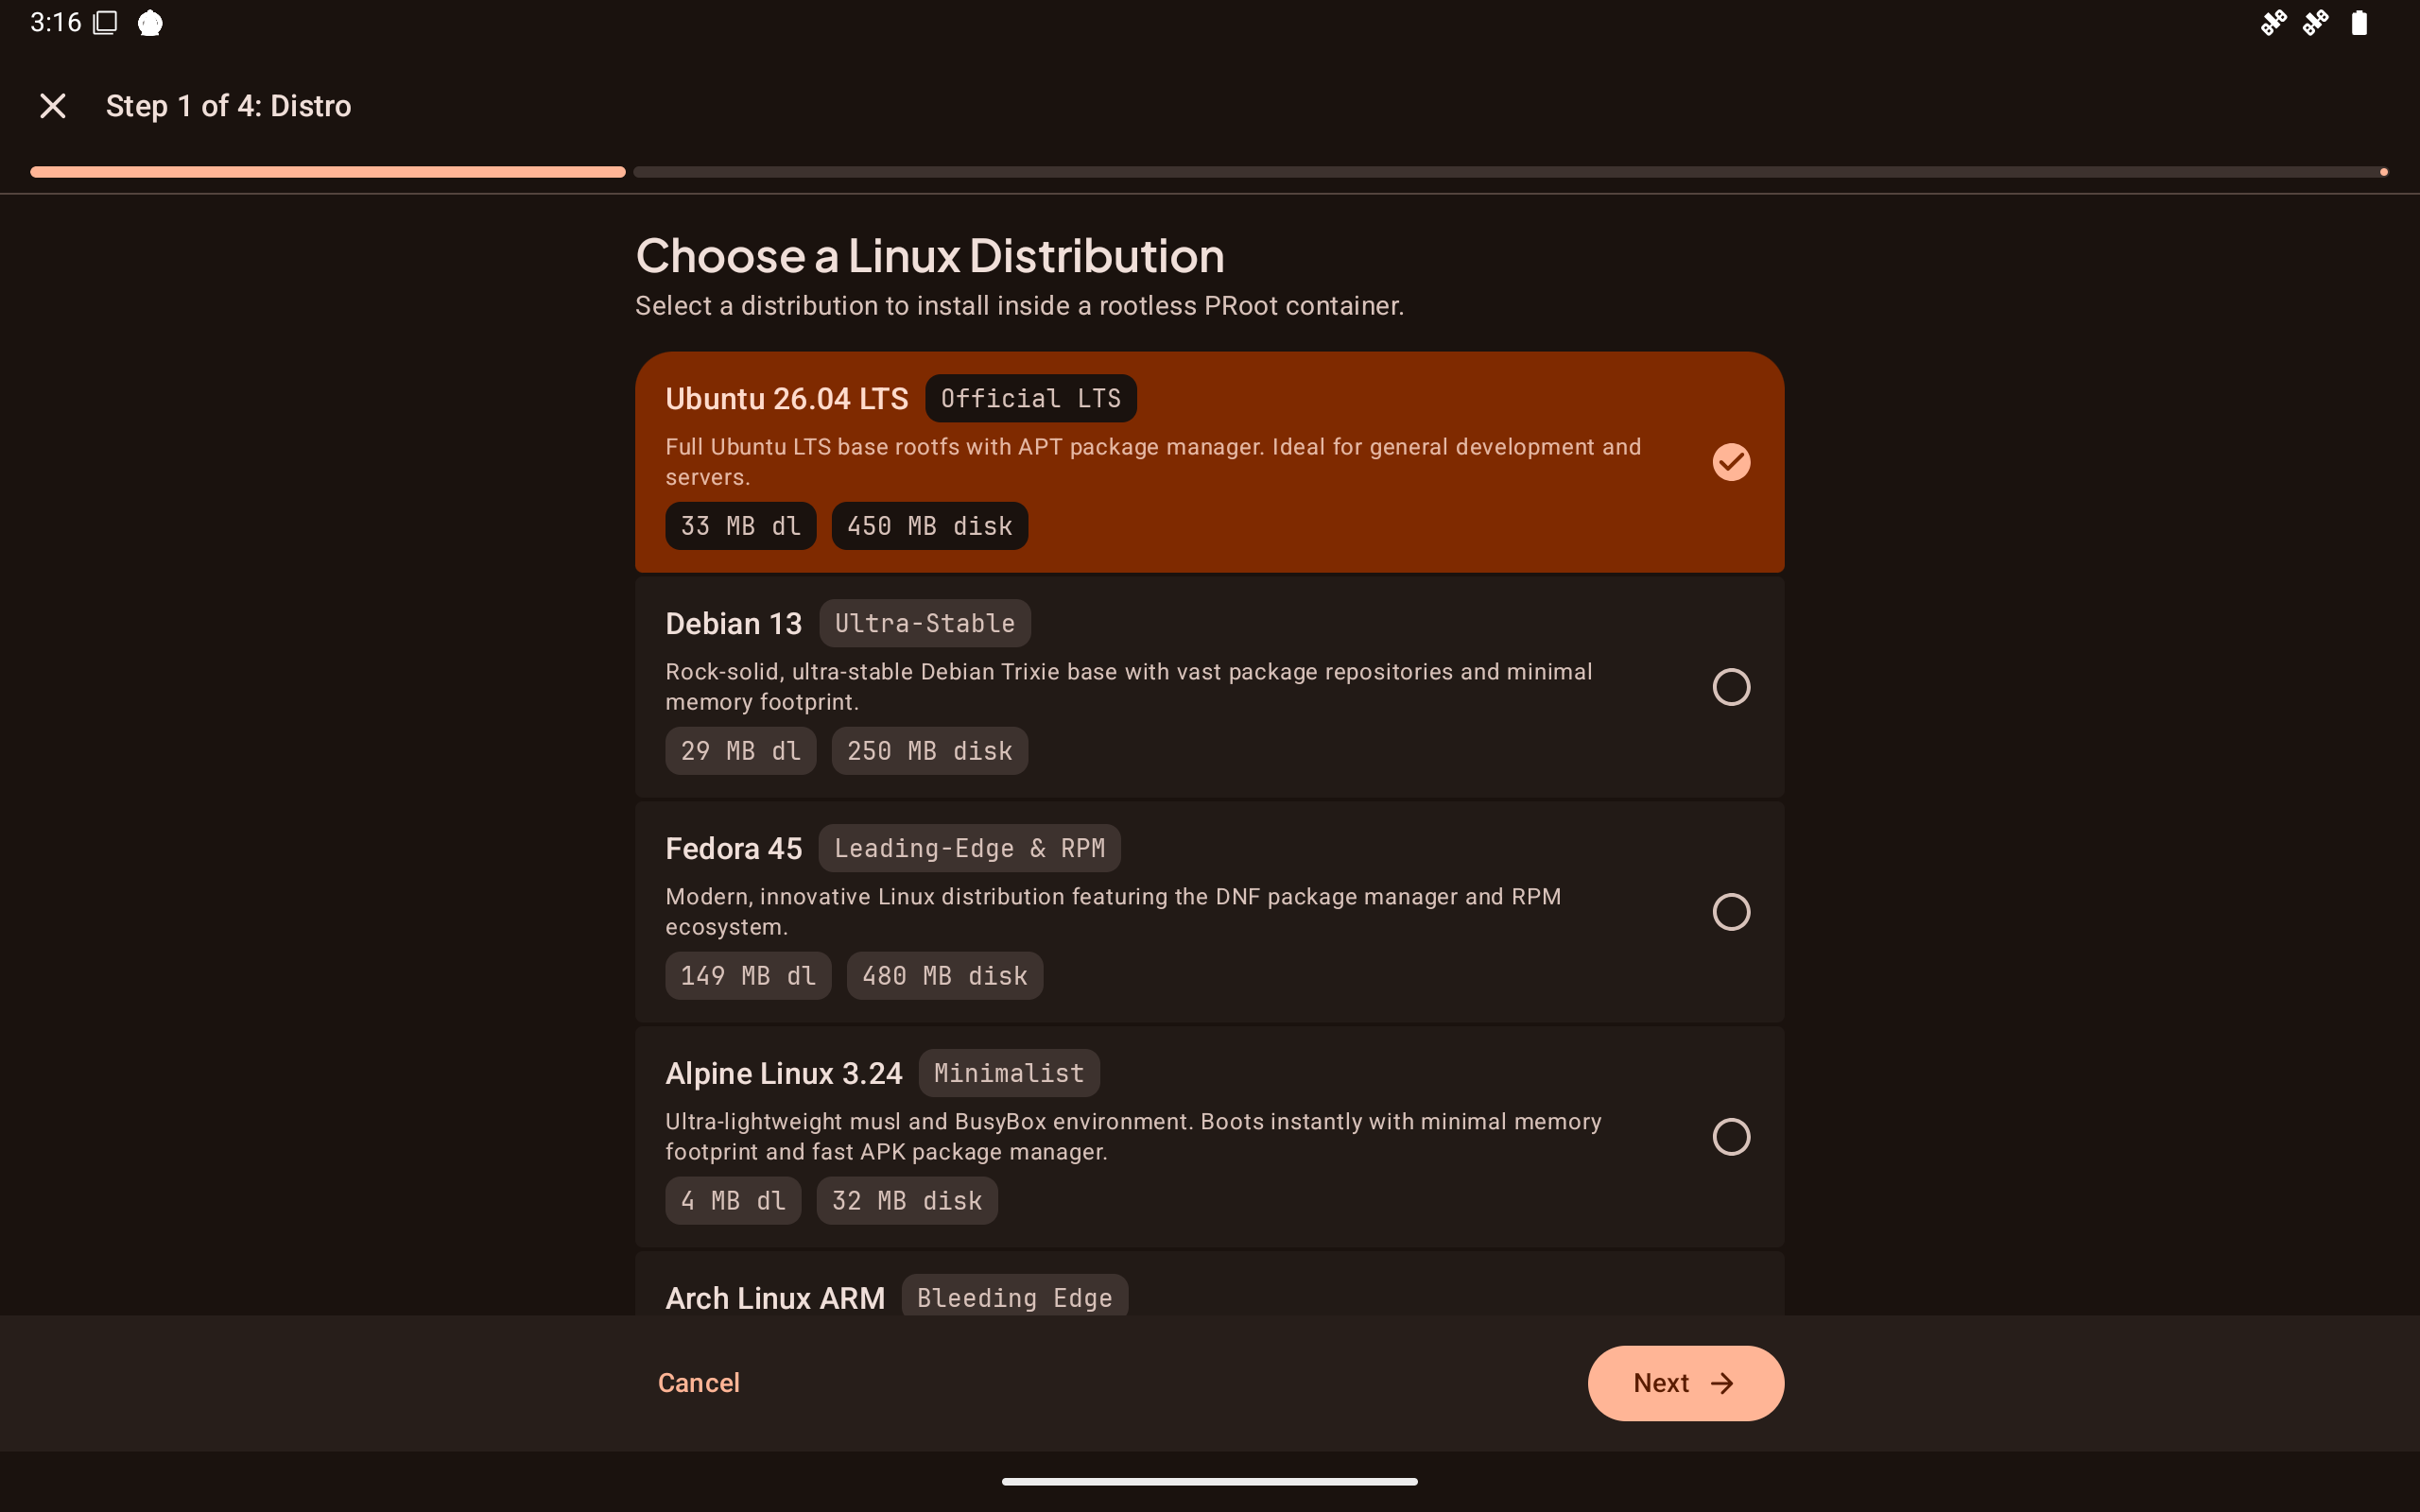 3:16
Step 1 of 4: Distro
Choose a Linux Distribution
Select a distribution to install inside a rootless PRoot container.
Ubuntu 26.04 LTS Official LTS
Full Ubuntu LTS base rootfs with APT package manager. Ideal for general development and
servers.
33 MB dl 450 MB disk
Debian 13 Ultra-Stable
Rock-solid, ultra-stable Debian Trixie base with vast package repositories and minimal
memory footprint.
29 MB dl 250 MB disk
Fedora 45 Leading-Edge & RPM
Modern, innovative Linux distribution featuring the DNF package manager and RPM
ecosystem.
149 MB dl 480 MB disk
Alpine Linux 3.24 Minimalist
Ultra-lightweight musl and BusyBox environment. Boots instantly with minimal memory
footprint and fast APK package manager.
4 MB dl 32 MB disk
Arch Linux ARM Bleeding Edge
Cancel Next